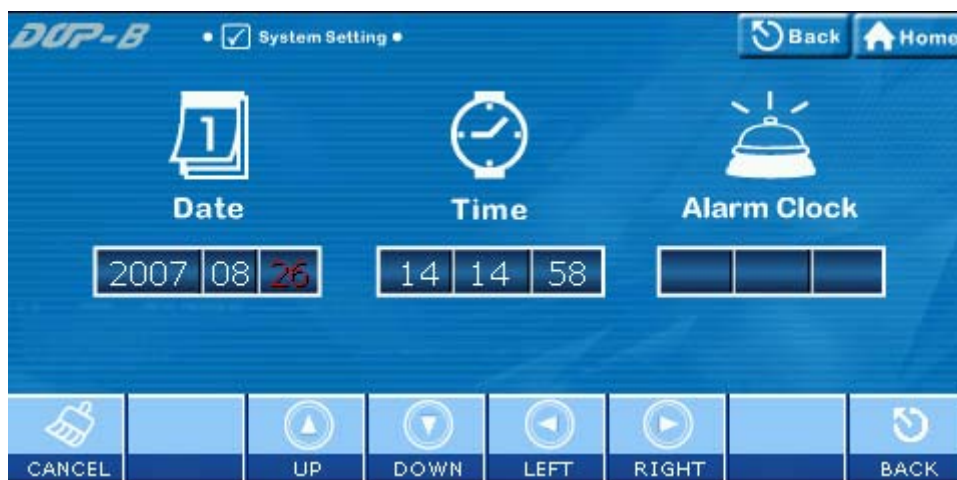 DOP-B • System Setting • Back Home
1
Date Time Alarm Clock
2007 08 26 14 14 58
CANCEL UP DOWN LEFT RIGHT BACK